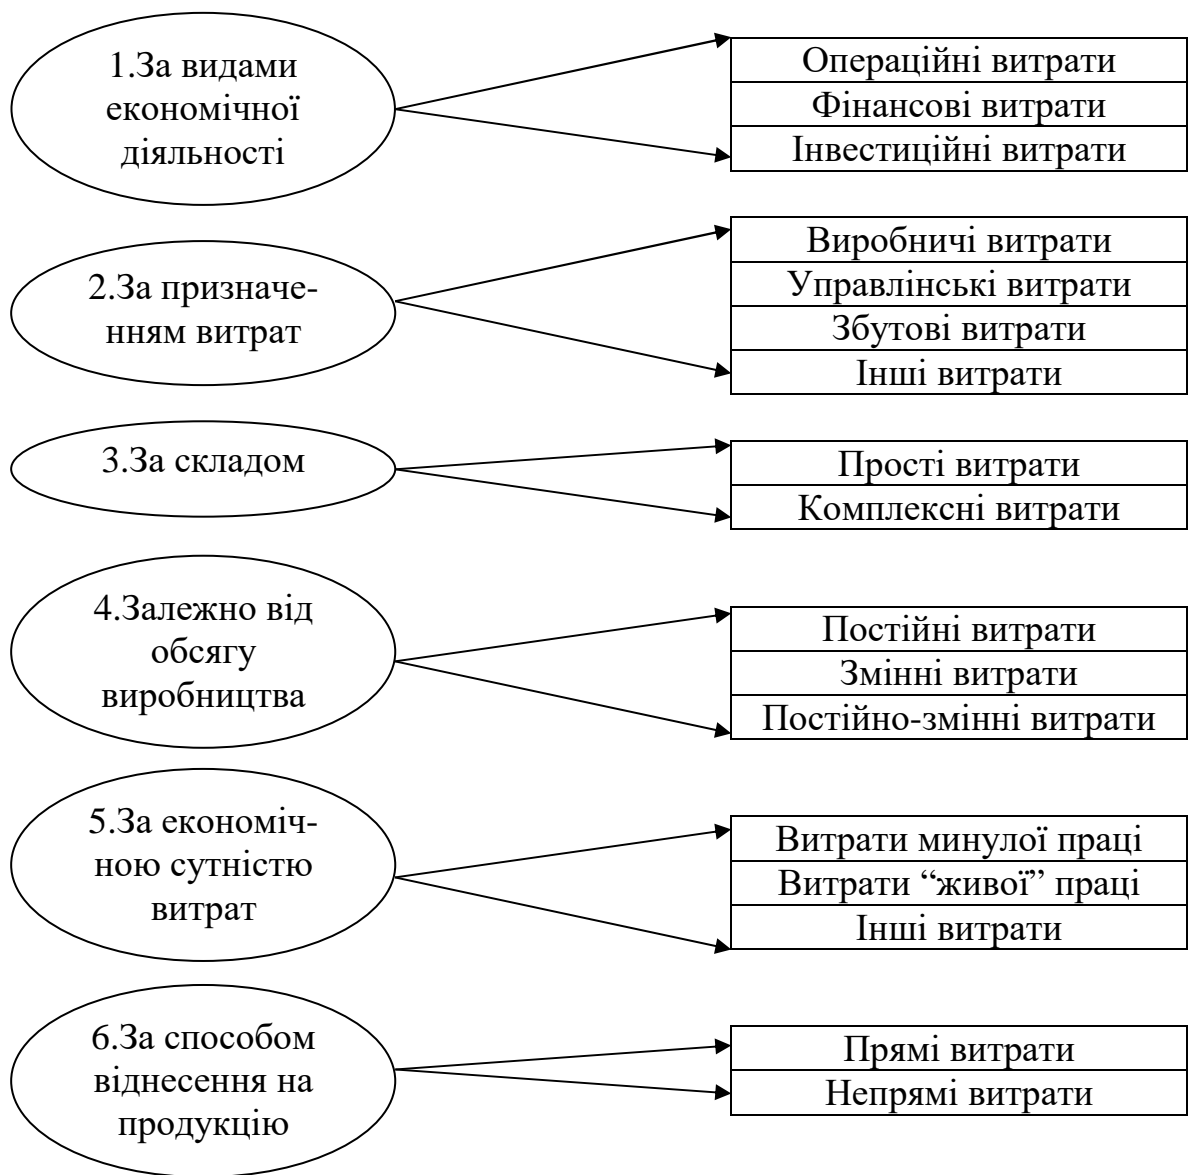 1.За видами
економічної
діяльності
Операційні витрати
Фінансові витрати
Інвестиційні витрати
2.За призначе-
нням витрат
Виробничі витрати
Управлінські витрати
Збутові витрати
Інші витрати
3.За складом
Прості витрати
Комплексні витрати
4.Залежно від
обсягу
виробництва
Постійні витрати
Змінні витрати
Постійно-змінні витрати
5.За економіч-
ною сутністю
витрат
Витрати минулої праці
Витрати “живої” праці
Інші витрати
6.За способом
віднесення на
продукцію
Прямі витрати
Непрямі витрати